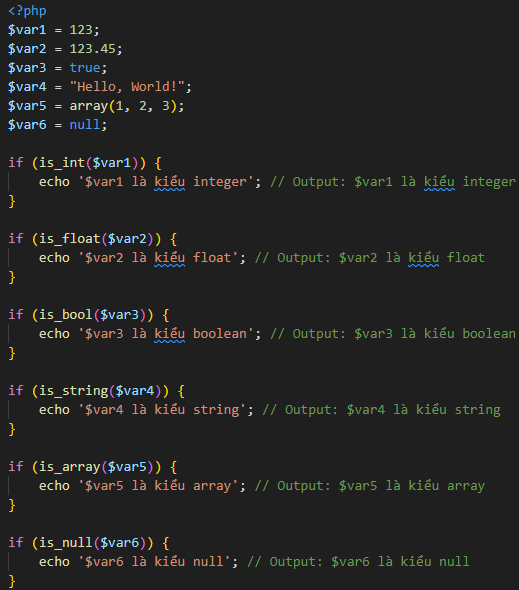 <?php
$var1 = 123;
$var2 = 123.45;
$var3 = true;
$var4 = "Hello, World!";
$var5 = array(1, 2, 3);
$var6 = null;
if (is_int($var1)) {
echo '$var1 là kiểu integer'; // Output: $var1 là kiểu integer
}
if (is_float($var2)) {
echo '$var2 là kiểu float'; // Output: $var2 là kiểu float
}
if (is_bool($var3)) {
echo '$var3 là kiểu boolean'; // Output: $var3 là kiểu boolean
}
if (is_string($var4)) {
echo '$var4 là kiểu string'; // Output: $var4 là kiểu string
}
if (is_array($var5)) {
echo '$var5 là kiểu array'; // Output: $var5 là kiểu array
}
if (is_null($var6)) {
echo '$var6 là kiểu null'; // Output: $var6 là kiểu null
}